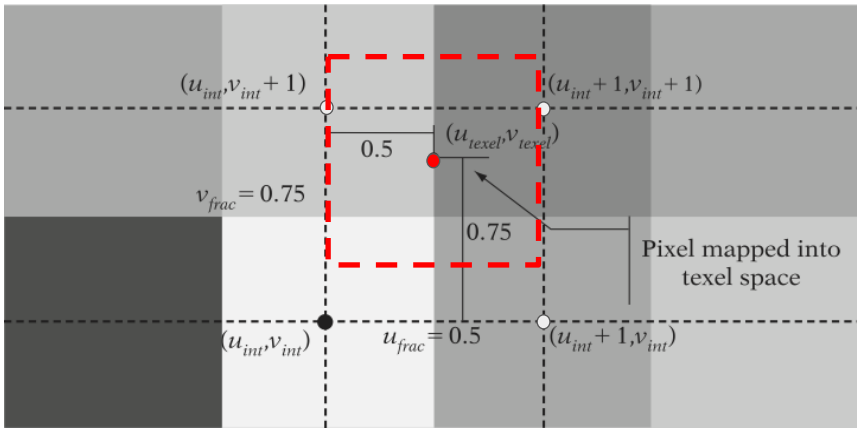 (u_int,v_int + 1)
(u_int + 1,v_int + 1)
(u_texel,v_texel)
0.5
v_frac = 0.75
0.75
Pixel mapped into
texel space
(u_int,v_int)
u_frac = 0.5
(u_int + 1,v_int)